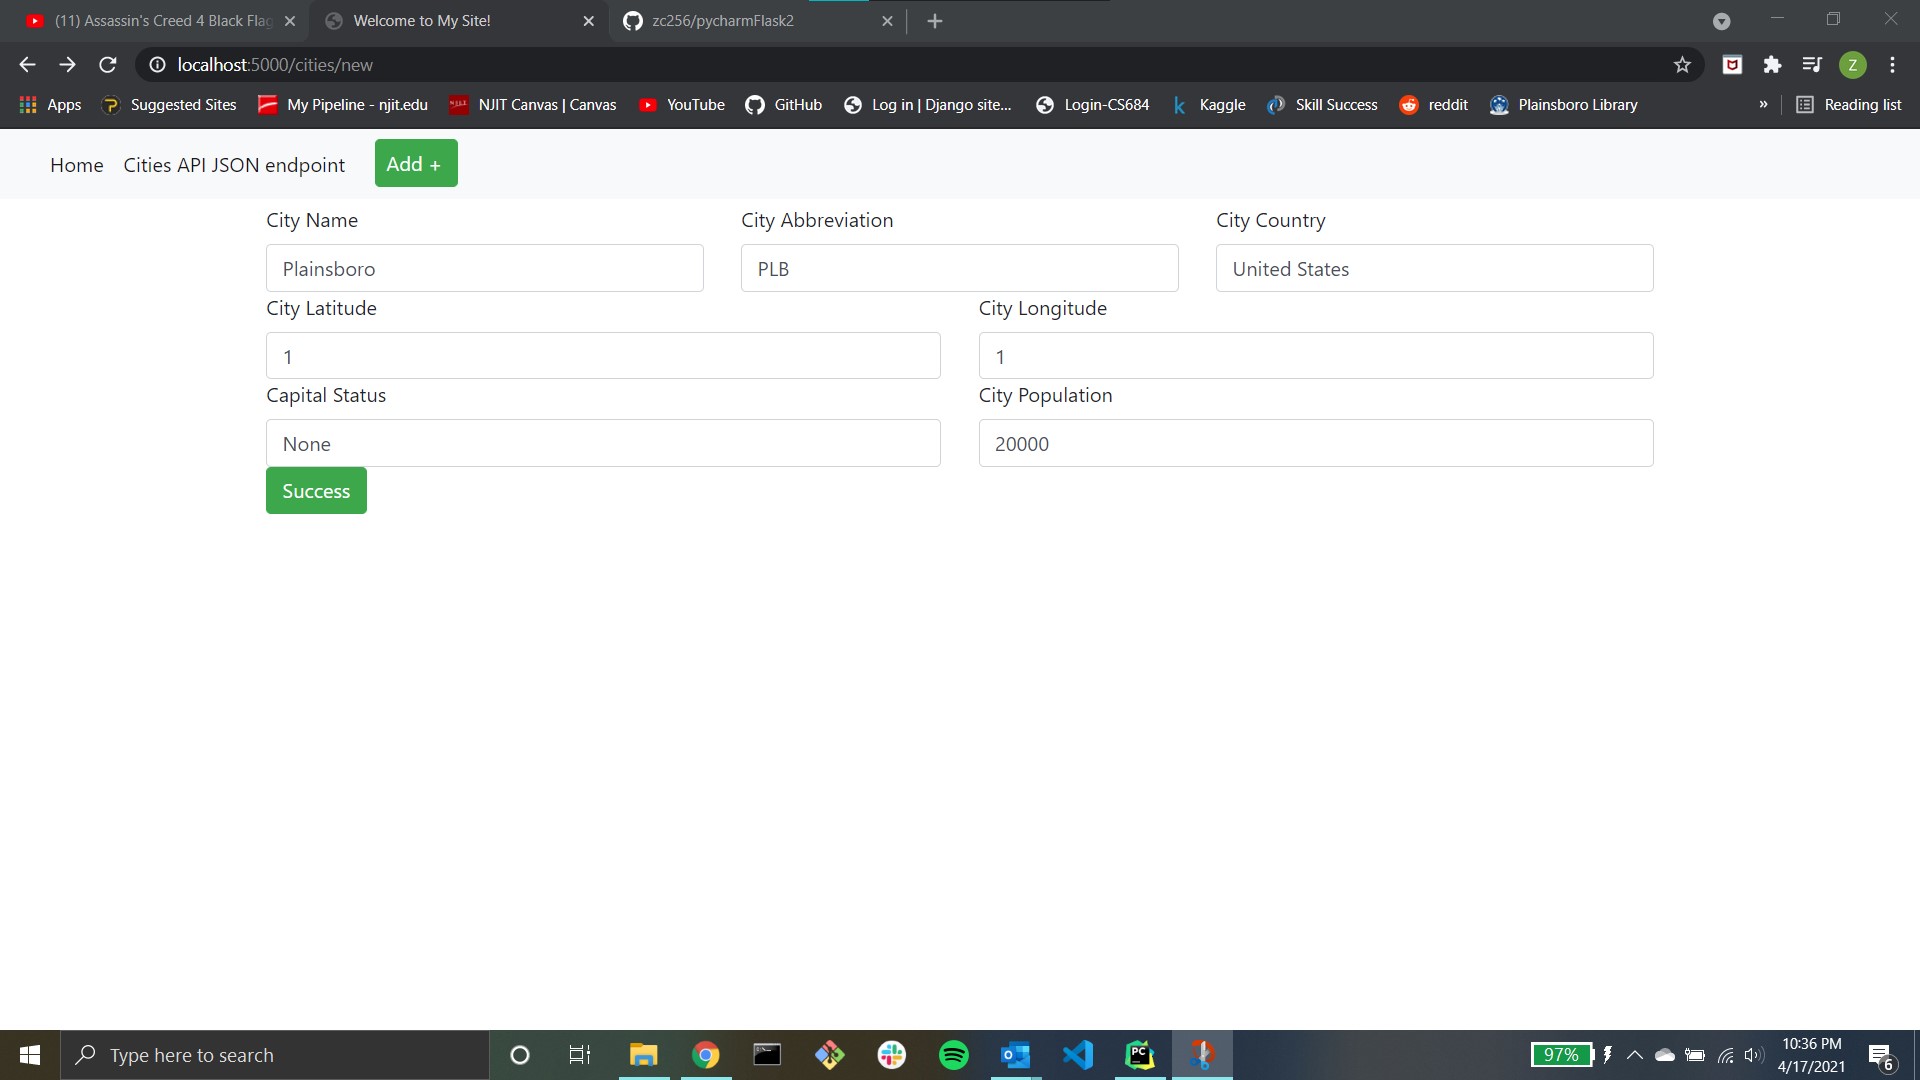 (11) Assassin's Creed 4 Black Flag
Welcome to My Site!
zc256/pycharmFlask2
localhost:5000/cities/new
Z
Apps
Suggested Sites
My Pipeline - njit.edu
NJIT Canvas | Canvas
YouTube
GitHub
Log in | Django site...
Login-CS684
Kaggle
Skill Success
reddit
Plainsboro Library
»
Reading list
Home
Cities API JSON endpoint
Add +
City Name
City Abbreviation
City Country
Plainsboro
PLB
United States
City Latitude
City Longitude
1
1
Capital Status
City Population
None
20000
Success
Type here to search
97%
10:36 PM
4/17/2021
6